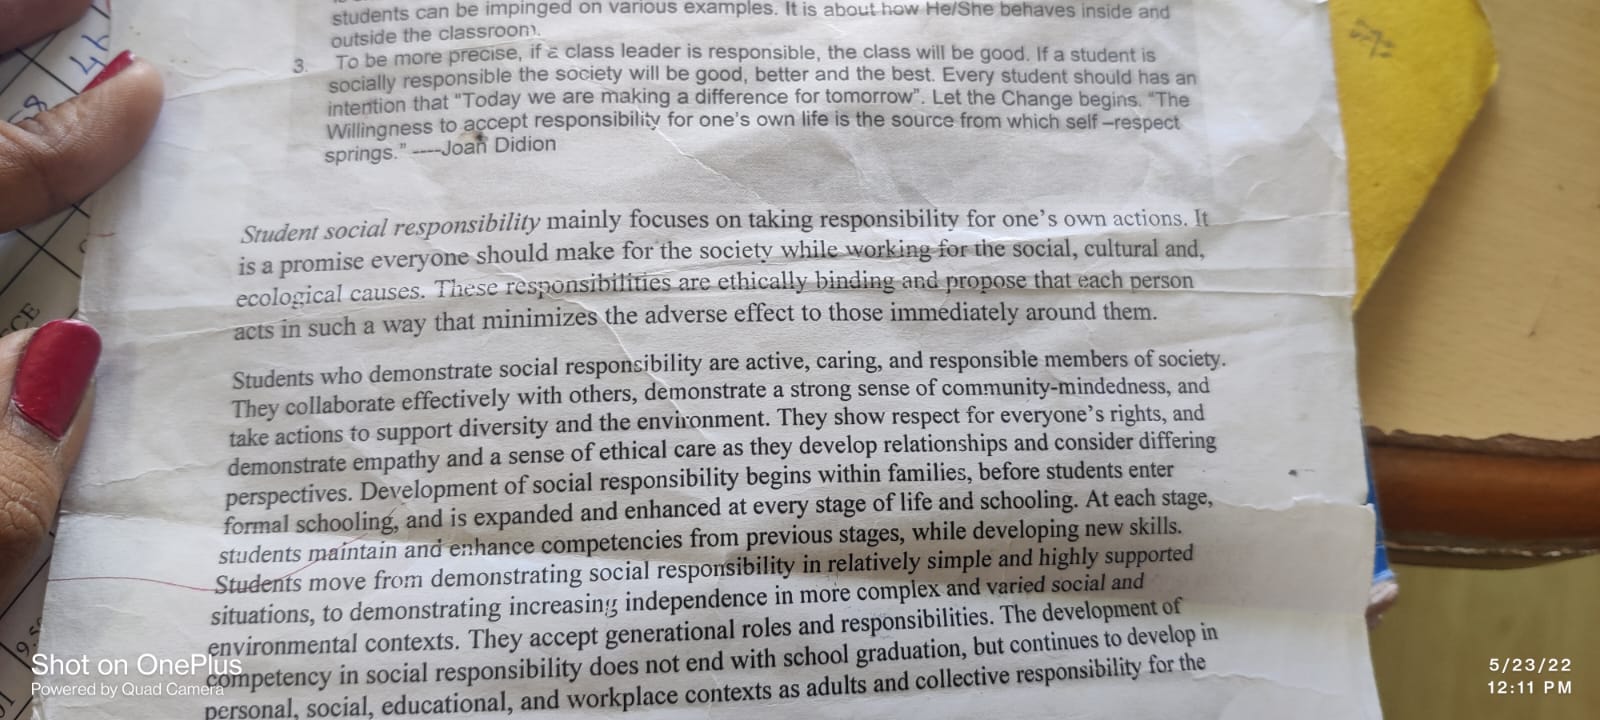 students can be impinged on various examples. It is about how He/She behaves inside and
outside the classroom).
3. To be more precise, if a class leader is responsible, the class will be good. If a student is
socially responsible the society will be good, better and the best. Every student should has an
intention that “Today we are making a difference for tomorrow”. Let the Change begins. “The
Willingness to accept responsibility for one’s own life is the source from which self –respect
springs.” ----Joan Didion
Student social responsibility mainly focuses on taking responsibility for one’s own actions. It
is a promise everyone should make for the society while working for the social, cultural and,
ecological causes. These responsibilities are ethically binding and propose that each person
acts in such a way that minimizes the adverse effect to those immediately around them.
Students who demonstrate social responsibility are active, caring, and responsible members of society.
They collaborate effectively with others, demonstrate a strong sense of community-mindedness, and
take actions to support diversity and the environment. They show respect for everyone’s rights, and
demonstrate empathy and a sense of ethical care as they develop relationships and consider differing
perspectives. Development of social responsibility begins within families, before students enter
formal schooling, and is expanded and enhanced at every stage of life and schooling. At each stage,
students maintain and enhance competencies from previous stages, while developing new skills.
Students move from demonstrating social responsibility in relatively simple and highly supported
situations, to demonstrating increasing independence in more complex and varied social and
environmental contexts. They accept generational roles and responsibilities. The development of
competency in social responsibility does not end with school graduation, but continues to develop in
personal, social, educational, and workplace contexts as adults and collective responsibility for the
Shot on OnePlus
Powered by Quad Camera
5/23/22
12:11 PM